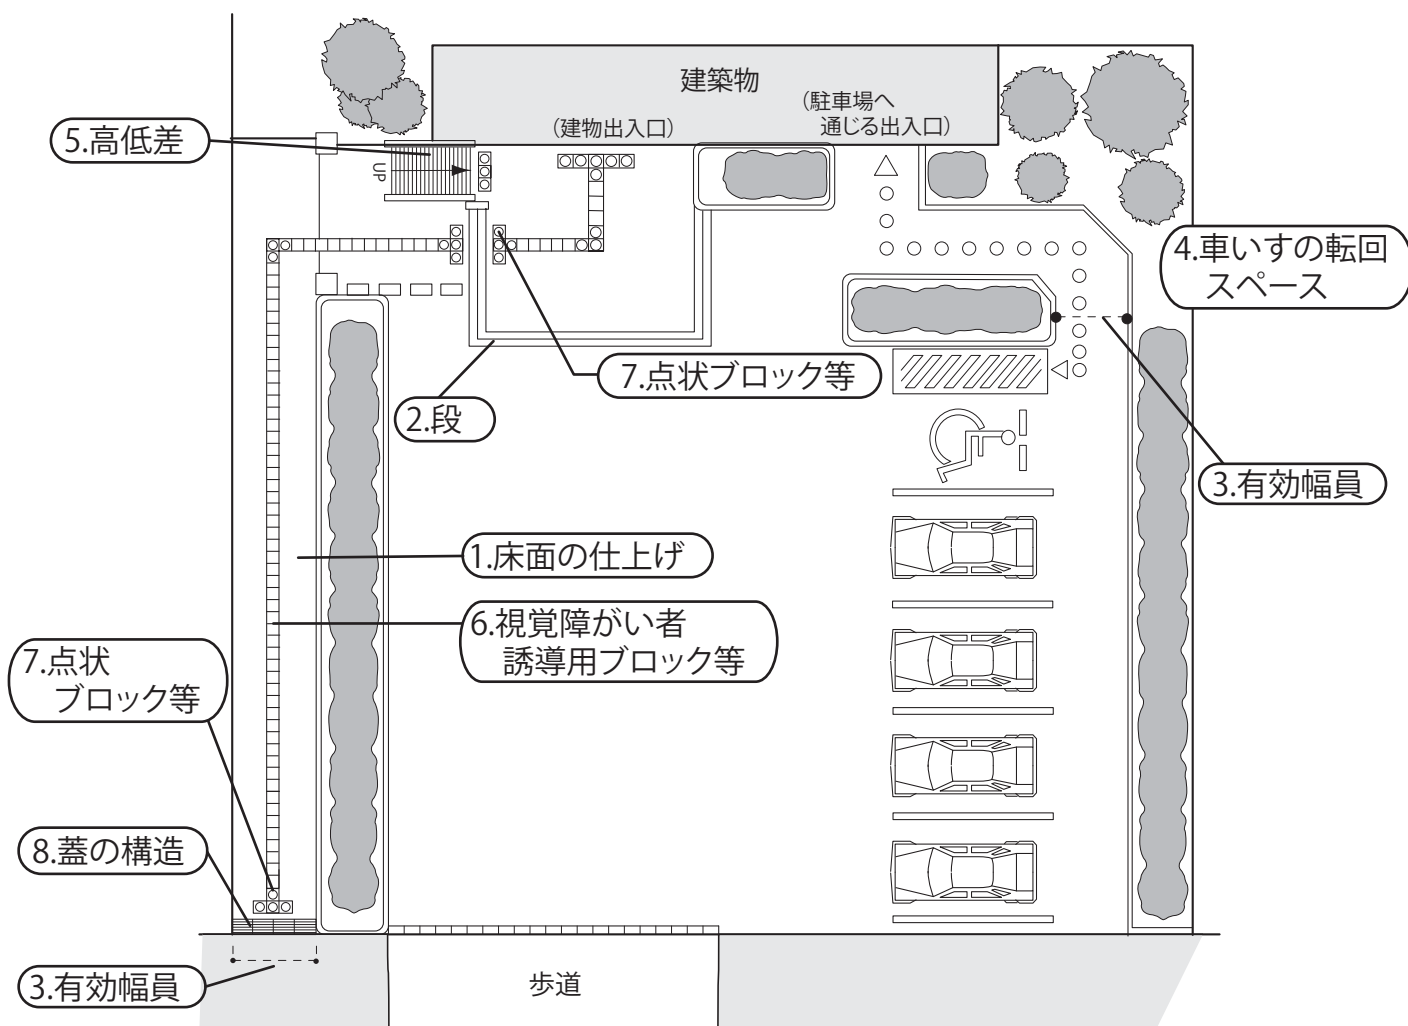 建築物
(駐車場へ
通じる出入口)
(建物出入口)
5.高低差
UP
4.車いすの転回
スペース
7.点状ブロック等
2.段
3.有効幅員
1.床面の仕上げ
6.視覚障がい者
誘導用ブロック等
7.点状
ブロック等
8.蓋の構造
3.有効幅員
歩道